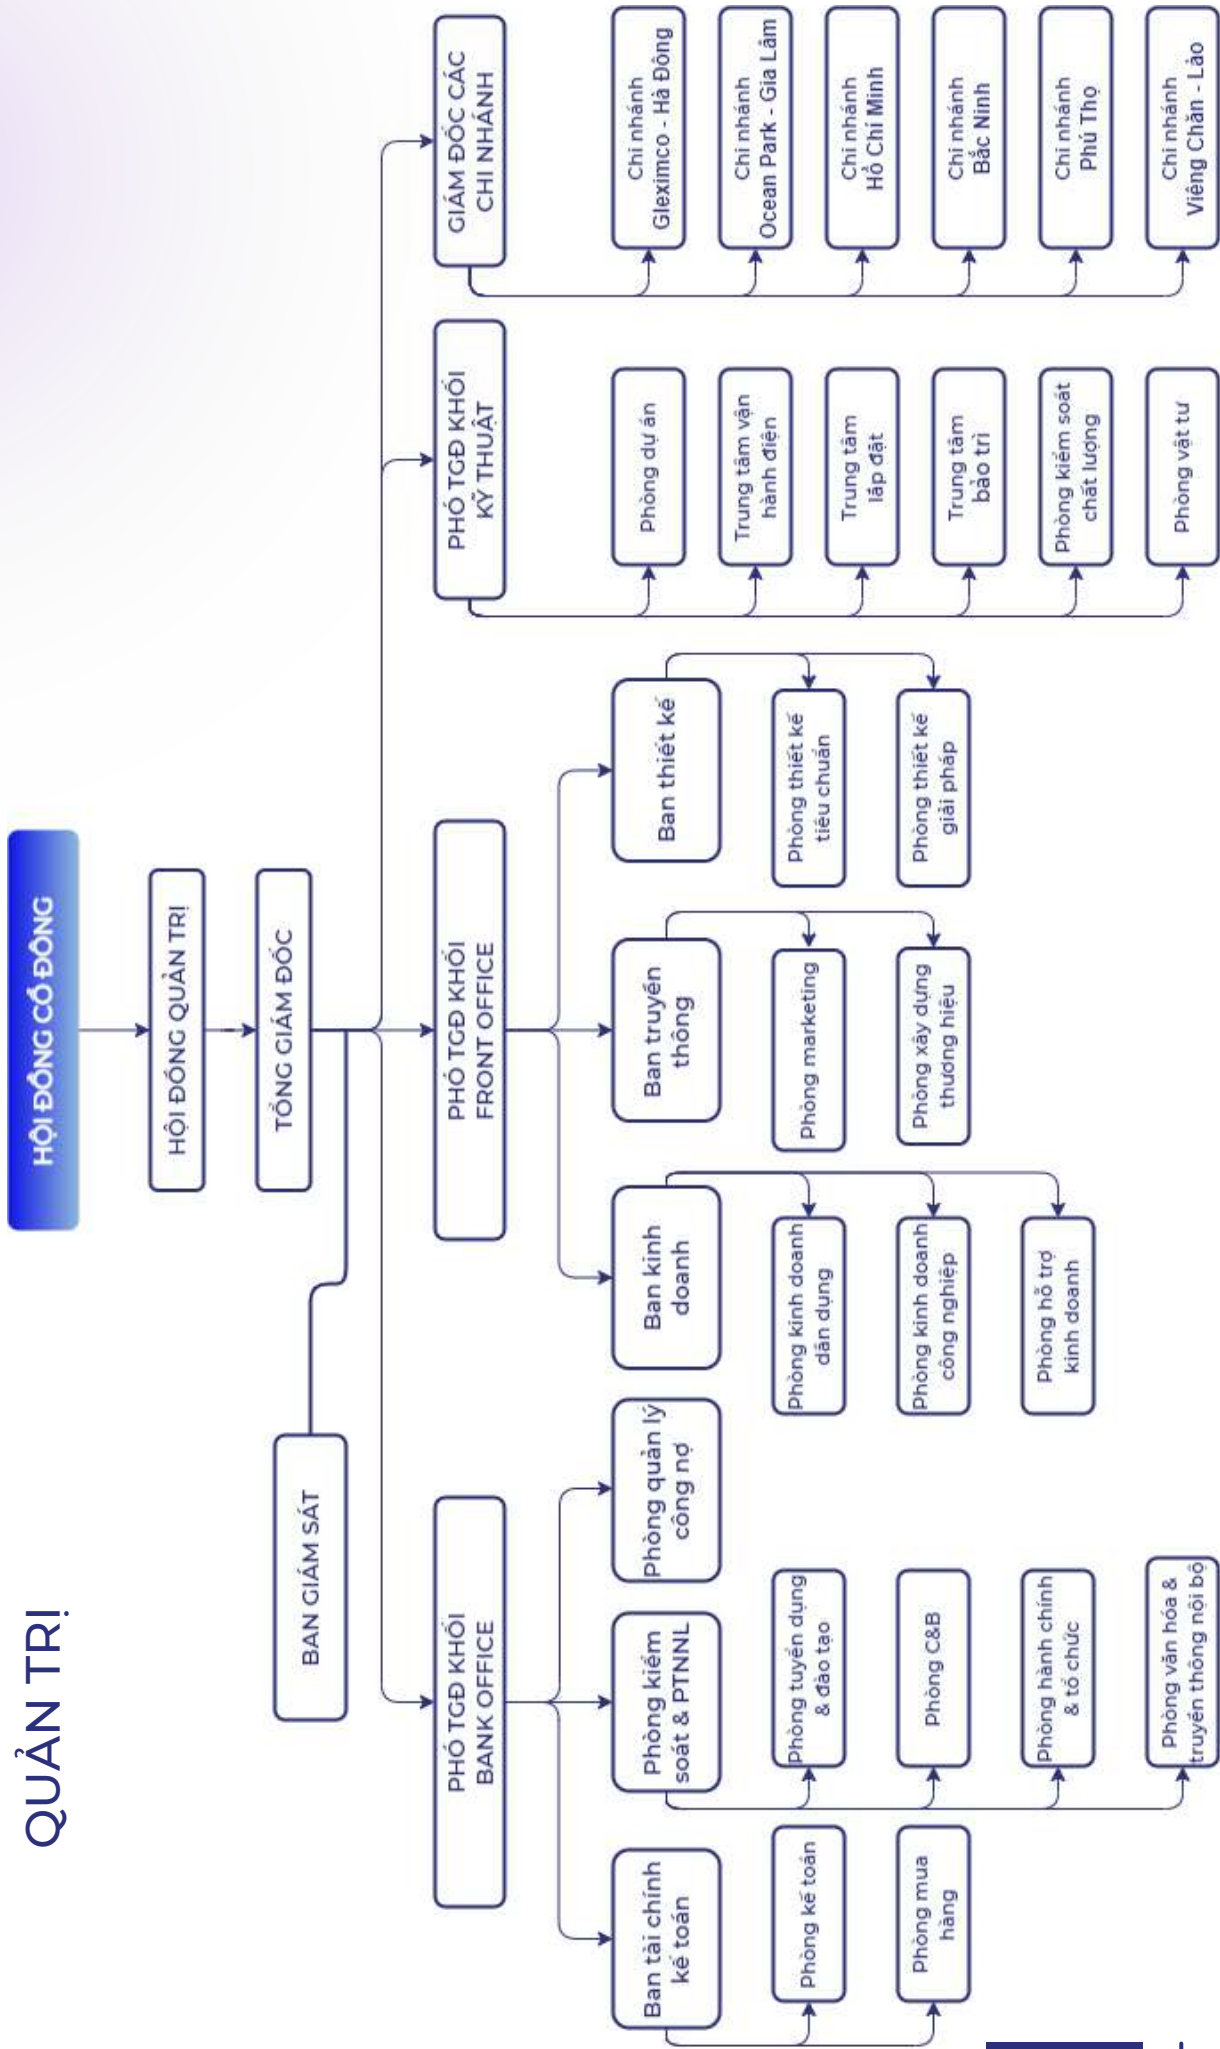 QUẢN TRỊ
HỘI ĐỒNG CỔ ĐÔNG
HỘI ĐỒNG QUẢN TRỊ
TỔNG GIÁM ĐỐC
BAN GIÁM SÁT
PHÓ TGĐ KHỐI
BANK OFFICE
PHÓ TGĐ KHỐI
FRONT OFFICE
PHÓ TGĐ KHỐI
KỸ THUẬT
GIÁM ĐỐC CÁC
CHI NHÁNH
Ban tài chính
kế toán
Phòng kế toán
Phòng mua
hàng
Phòng kiểm
soát & PTNNL
Phòng tuyển dụng
& đào tạo
Phòng C&B
Phòng hành chính
& tổ chức
Phòng văn hóa &
truyền thông nội bộ
Phòng quản lý
công nợ
Ban kinh
doanh
Phòng kinh doanh
dân dụng
Phòng kinh doanh
công nghiệp
Phòng hỗ trợ
kinh doanh
Ban truyền
thông
Phòng marketing
Phòng xây dựng
thương hiệu
Ban thiết kế
Phòng thiết kế
tiêu chuẩn
Phòng thiết kế
giải pháp
Phòng dự án
Trung tâm vận
hành điện
Trung tâm
lắp đặt
Trung tâm
bảo trì
Phòng kiểm soát
chất lượng
Phòng vật tư
Chi nhánh
Gleximco - Hà Đông
Chi nhánh
Ocean Park - Gia Lâm
Chi nhánh
Hồ Chí Minh
Chi nhánh
Bắc Ninh
Chi nhánh
Phú Thọ
Chi nhánh
Viêng Chăn - Lào